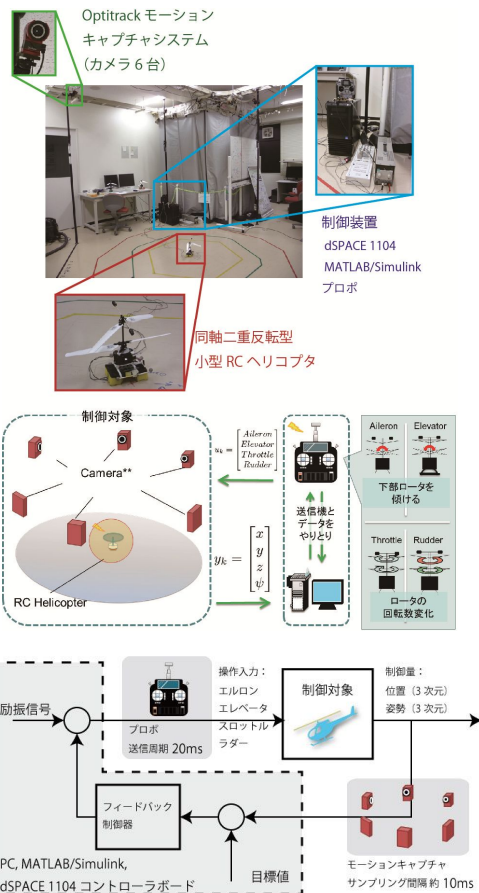 Optitrack モーション
キャプチャシステム
（カメラ 6 台）
制御装置
dSPACE 1104
MATLAB/Simulink
プロポ
同軸二重反転型
小型 RC ヘリコプタ
制御対象
Camera**
RC Helicopter
u_k = [Aileron
Elevator
Throttle
Rudder]
y_k = [x
y
z
ψ]
送信機と
データを
やりとり
Aileron Elevator
下部ロータを
傾ける
Throttle Rudder
ロータの
回転数変化
励振信号
プロポ
送信周期 20ms
操作入力：
エルロン
エレベータ
スロットル
ラダー
制御対象
制御量：
位置（3 次元）
姿勢（3 次元）
フィードバック
制御器
目標値
PC, MATLAB/Simulink,
dSPACE 1104 コントローラボード
モーションキャプチャ
サンプリング間隔 約 10ms